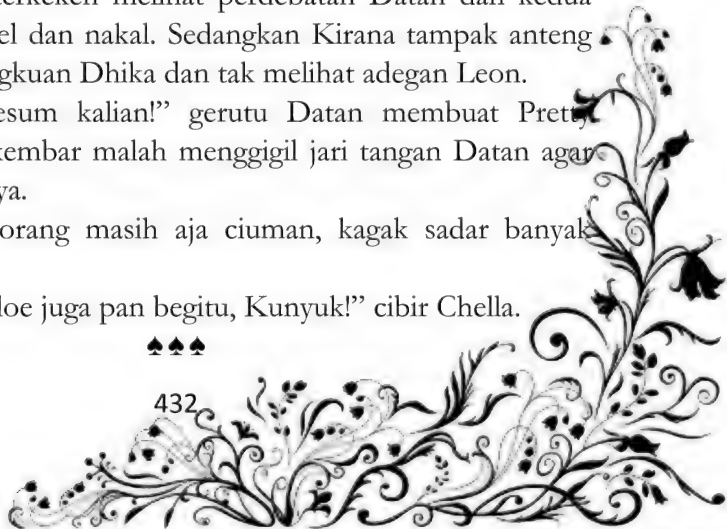 terkekeh melihat perdebatan Datan dan kedua
el dan nakal. Sedangkan Kirana tampak anteng
gkuan Dhika dan tak melihat adegan Leon.
esum kalian!” gerutu Datan membuat Pretty
kembar malah menggigil jari tangan Datan agar
ya.
orang masih aja ciuman, kagak sadar banyak
loe juga pan begitu, Kunyuk!” cibir Chella.
♠♠♠
432